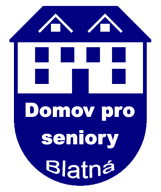 Domov pro
seniory
Blatná